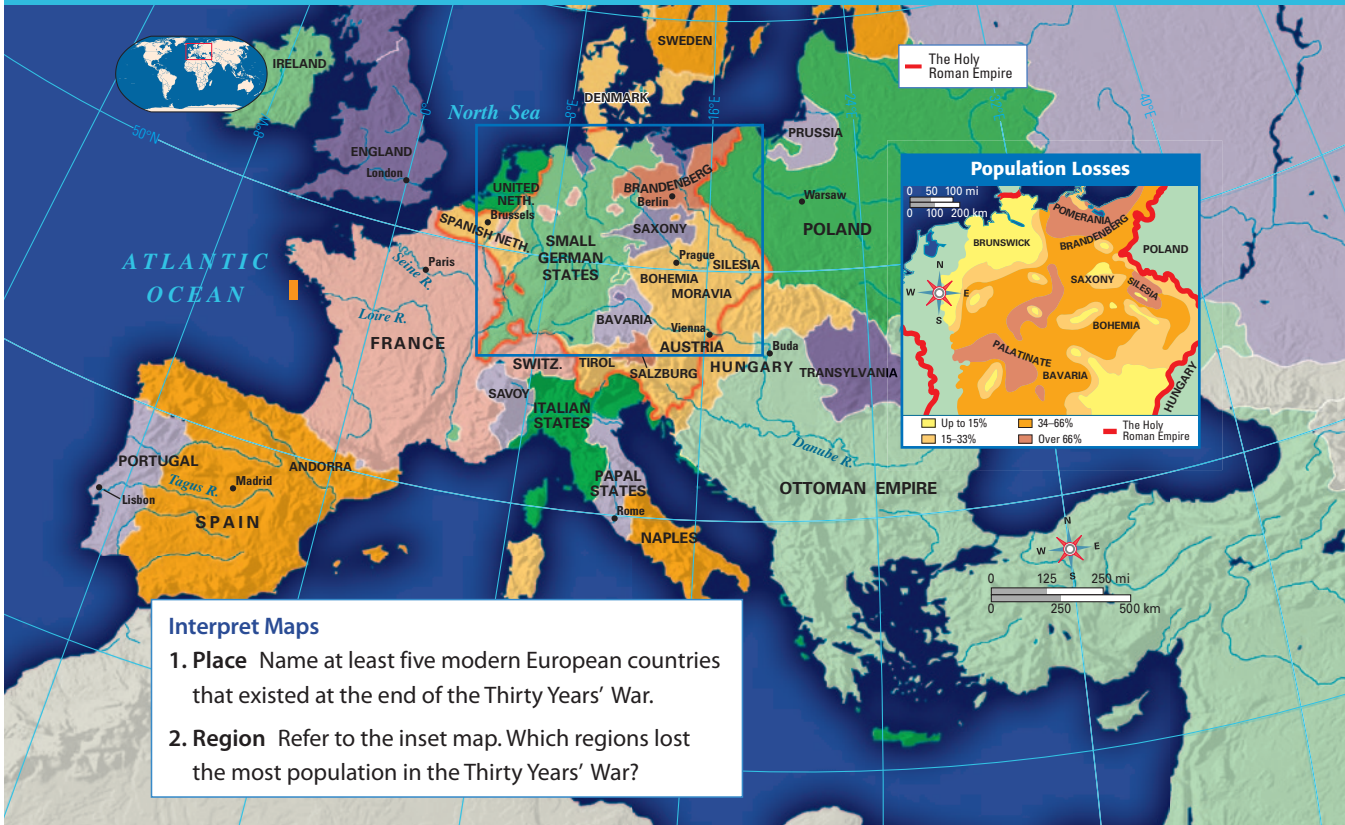 SWEDEN
The Holy
Roman Empire
IRELAND
DENMARK
North Sea
8°E
16°E
40°E
50°N
8°W
0°
PRUSSIA
ENGLAND
London
UNITED
NETH.
BRANDENBERG
Berlin
Warsaw
POLAND
Brussels
SPANISH NETH.
SAXONY
SMALL
GERMAN
STATES
Prague
SILESIA
BOHEMIA
MORAVIA
ATLANTIC
OCEAN
Paris
Seine R.
Loire R.
FRANCE
BAVARIA
Vienna
AUSTRIA
Buda
HUNGARY
SWITZ.
TIROL
SALZBURG
TRANSYLVANIA
SAVOY
ITALIAN
STATES
Danube R.
PORTUGAL
ANDORRA
PAPAL
STATES
OTTOMAN EMPIRE
Tagus R.
Madrid
Lisbon
Rome
SPAIN
NAPLES
Population Losses
0 50 100 mi
0 100 200 km
POMERANIA
BRANDENBERG
BRUNSWICK
POLAND
N
W E
S
SAXONY
SILESIA
BOHEMIA
PALATINATE
BAVARIA
HUNGARY
Up to 15%
34–66%
The Holy
Roman Empire
15–33%
Over 66%
N
W E
S
0 125 250 mi
0 250 500 km
Interpret Maps
1. Place Name at least five modern European countries
that existed at the end of the Thirty Years' War.
2. Region Refer to the inset map. Which regions lost
the most population in the Thirty Years' War?